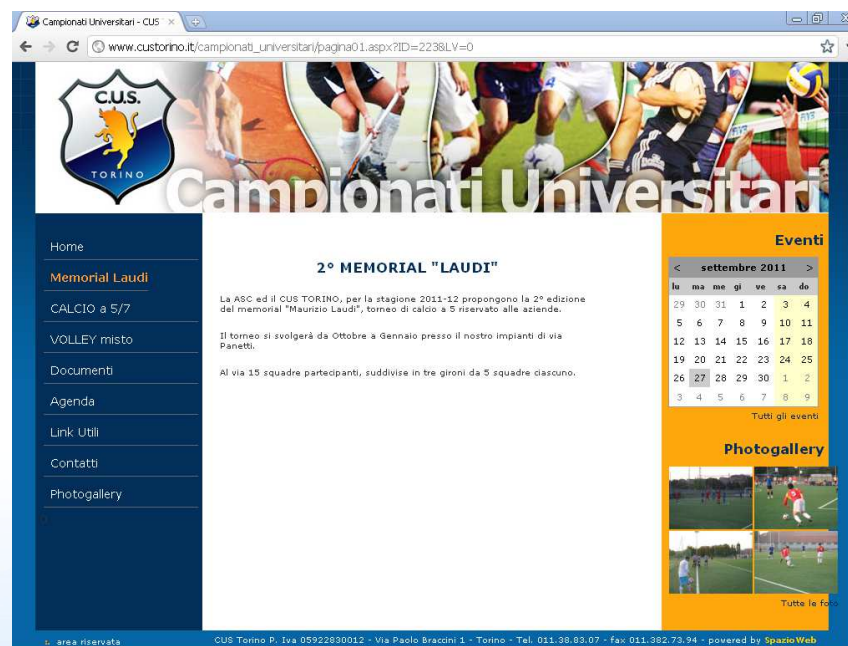 Campionati Universitari - CUS
www.custorino.it/campionati_universitari/pagina01.aspx?ID=223&LV=0
C.U.S.
TORINO
Campionati Universitari
Home
Memorial Laudi
CALCIO a 5/7
VOLLEY misto
Documenti
Agenda
Link Utili
Contatti
Photogallery
2° MEMORIAL "LAUDI"
La ASC ed il CUS TORINO, per la stagione 2011-12 propongono la 2° edizione
del memorial "Maurizio Laudi", torneo di calcio a 5 riservato alle aziende.
Il torneo si svolgerà da Ottobre a Gennaio presso il nostro impianti di via
Panetti.
Al via 15 squadre partecipanti, suddivise in tre gironi da 5 squadre ciascuno.
Eventi
< settembre 2011 >
lu ma me gi ve sa do
29 30 31 1 2 3 4
5 6 7 8 9 10 11
12 13 14 15 16 17 18
19 20 21 22 23 24 25
26 27 28 29 30 1 2
3 4 5 6 7 8 9
Tutti gli eventi
Photogallery
Tutte le foto
area riservata
CUS Torino P. Iva 05922830012 - Via Paolo Braccini 1 - Torino - Tel. 011.38.83.07 - fax 011.382.73.94 - powered by SpazioWeb